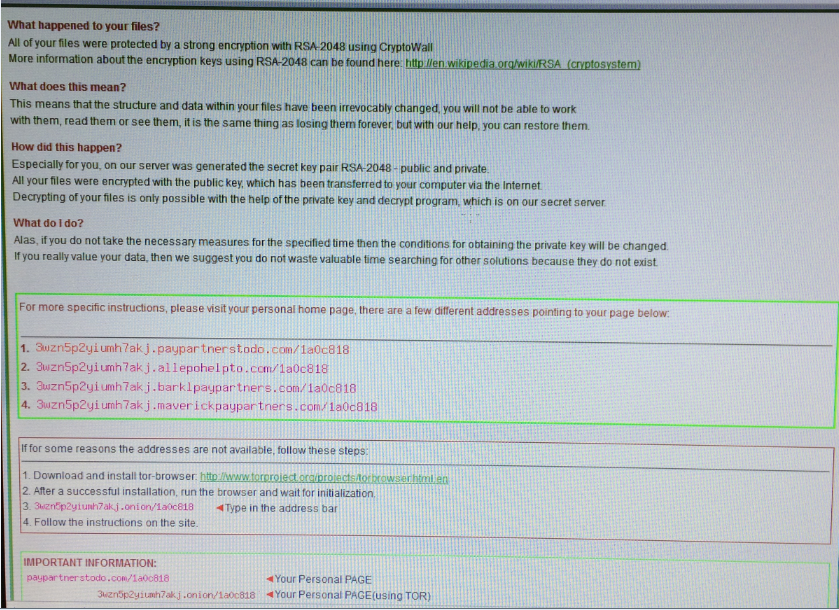 What happened to your files?
All of your files were protected by a strong encryption with RSA-2048 using CryptoWall
More information about the encryption keys using RSA-2048 can be found here: http://en.wikipedia.org/wiki/RSA_(cryptosystem)
What does this mean?
This means that the structure and data within your files have been irrevocably changed, you will not be able to work
with them, read them or see them, it is the same thing as losing them forever, but with our help, you can restore them.
How did this happen?
Especially for you, on our server was generated the secret key pair RSA-2048 - public and private.
All your files were encrypted with the public key, which has been transferred to your computer via the Internet.
Decrypting of your files is only possible with the help of the private key and decrypt program, which is on our secret server.
What do I do?
Alas, if you do not take the necessary measures for the specified time then the conditions for obtaining the private key will be changed.
If you really value your data, then we suggest you do not waste valuable time searching for other solutions because they do not exist.
For more specific instructions, please visit your personal home page, there are a few different addresses pointing to your page below:
1. 3wzn5p2yiumh7akj.paypartnerstodo.com/1a0c818
2. 3wzn5p2yiumh7akj.allepohelpto.com/1a0c818
3. 3wzn5p2yiumh7akj.barklpaypartners.com/1a0c818
4. 3wzn5p2yiumh7akj.maverickpaypartners.com/1a0c818
If for some reasons the addresses are not available, follow these steps:
1. Download and install tor-browser: http://www.torproject.org/projects/torbrowser.html.en
2. After a successful installation, run the browser and wait for initialization.
3. 3wzn5p2yiumh7akj.onion/1a0c818 ◄Type in the address bar
4. Follow the instructions on the site.
IMPORTANT INFORMATION:
paypartnerstodo.com/1a0c818 ◄Your Personal PAGE
3wzn5p2yiumh7akj.onion/1a0c818 ◄Your Personal PAGE(using TOR)